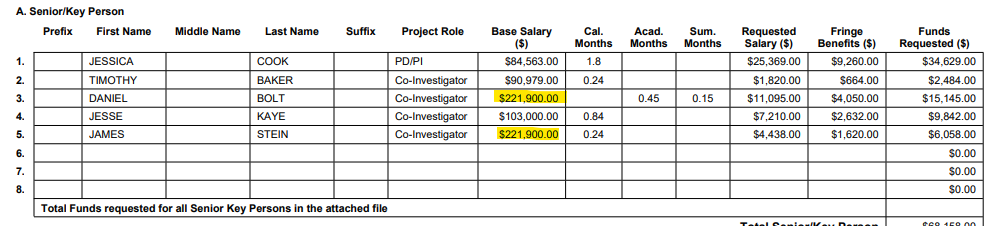 A. Senior/Key Person
Prefix First Name Middle Name Last Name Suffix Project Role Base Salary ($) Cal. Months Acad. Months Sum. Months Requested Salary ($) Fringe Benefits ($) Funds Requested ($)
1. JESSICA COOK PD/PI $84,563.00 1.8 $25,369.00 $9,260.00 $34,629.00
2. TIMOTHY BAKER Co-Investigator $90,979.00 0.24 $1,820.00 $664.00 $2,484.00
3. DANIEL BOLT Co-Investigator $221,900.00 0.45 0.15 $11,095.00 $4,050.00 $15,145.00
4. JESSE KAYE Co-Investigator $103,000.00 0.84 $7,210.00 $2,632.00 $9,842.00
5. JAMES STEIN Co-Investigator $221,900.00 0.24 $4,438.00 $1,620.00 $6,058.00
6. $0.00
7. $0.00
8. $0.00
Total Funds requested for all Senior Key Persons in the attached file
Total Senior/Key Person $68,158.00